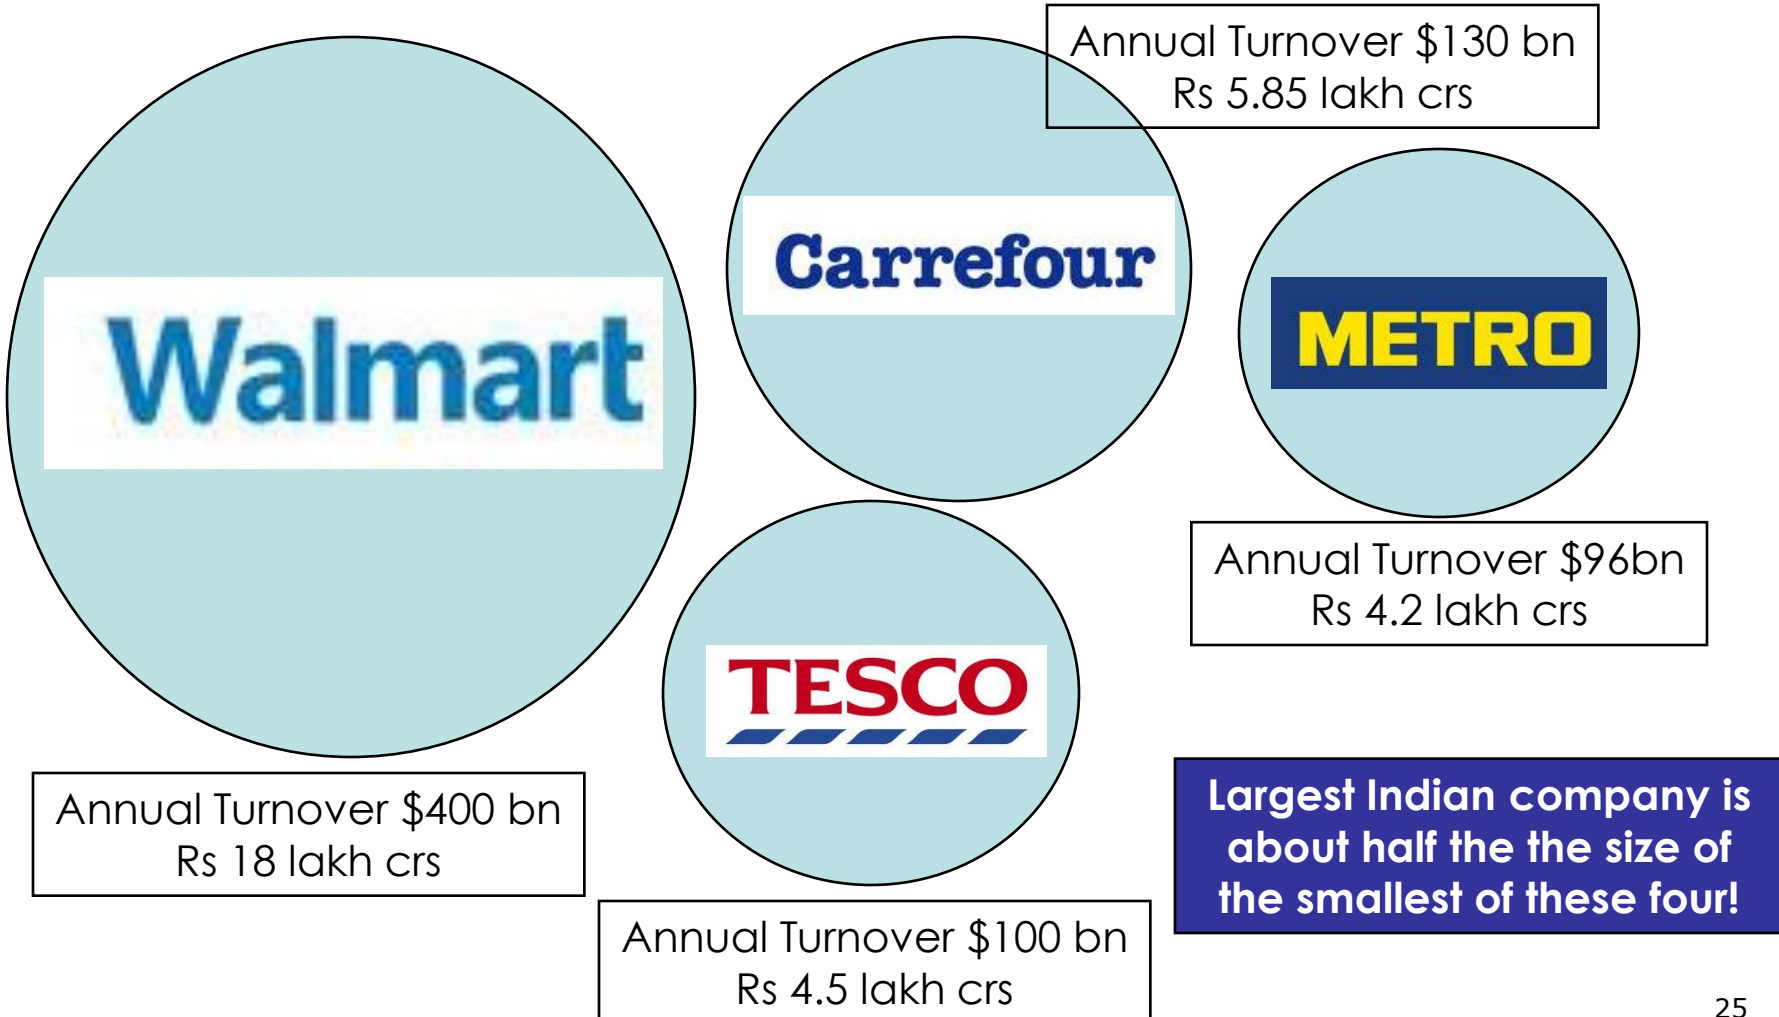 Annual Turnover $130 bn
Rs 5.85 lakh crs
Walmart
Carrefour
METRO
Annual Turnover $96bn
Rs 4.2 lakh crs
TESCO
Annual Turnover $400 bn
Rs 18 lakh crs
Annual Turnover $100 bn
Rs 4.5 lakh crs
Largest Indian company is
about half the the size of
the smallest of these four!
25